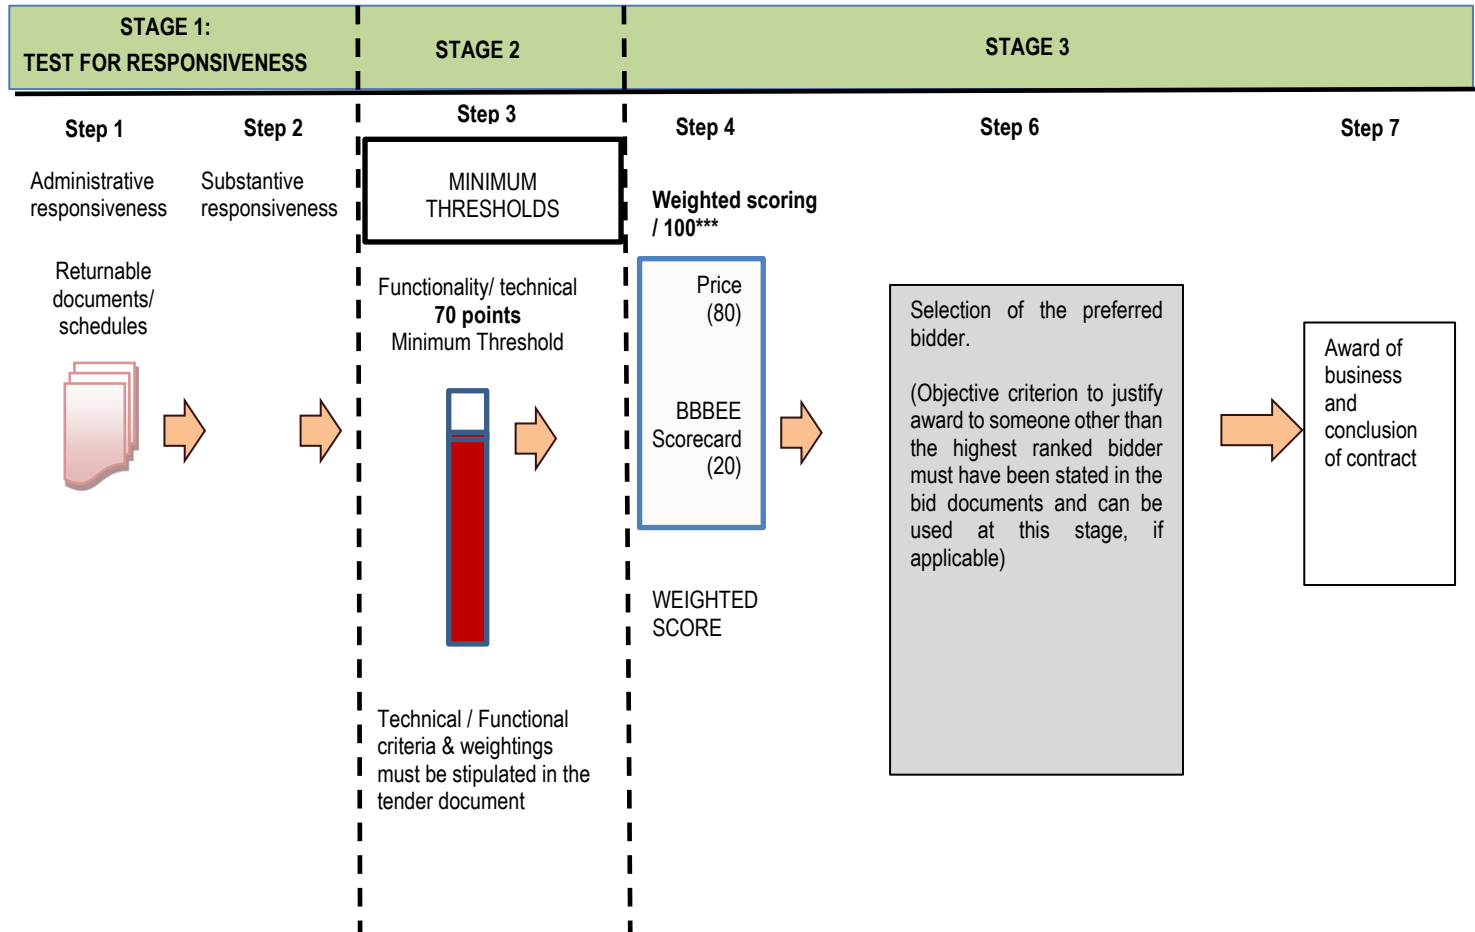 STAGE 1:
TEST FOR RESPONSIVENESS
STAGE 2
STAGE 3
Step 1
Step 2
Step 3
Step 4
Step 6
Step 7
Administrative
responsiveness
Substantive
responsiveness
MINIMUM
THRESHOLDS
Weighted scoring
/ 100***
Returnable
documents/
schedules
Functionality/ technical
70 points
Minimum Threshold
Price
(80)
BBBEE
Scorecard
(20)
Selection of the preferred
bidder.
(Objective criterion to justify
award to someone other than
the highest ranked bidder
must have been stated in the
bid documents and can be
used at this stage, if
applicable)
Award of
business
and
conclusion
of contract
WEIGHTED
SCORE
Technical / Functional
criteria & weightings
must be stipulated in the
tender document